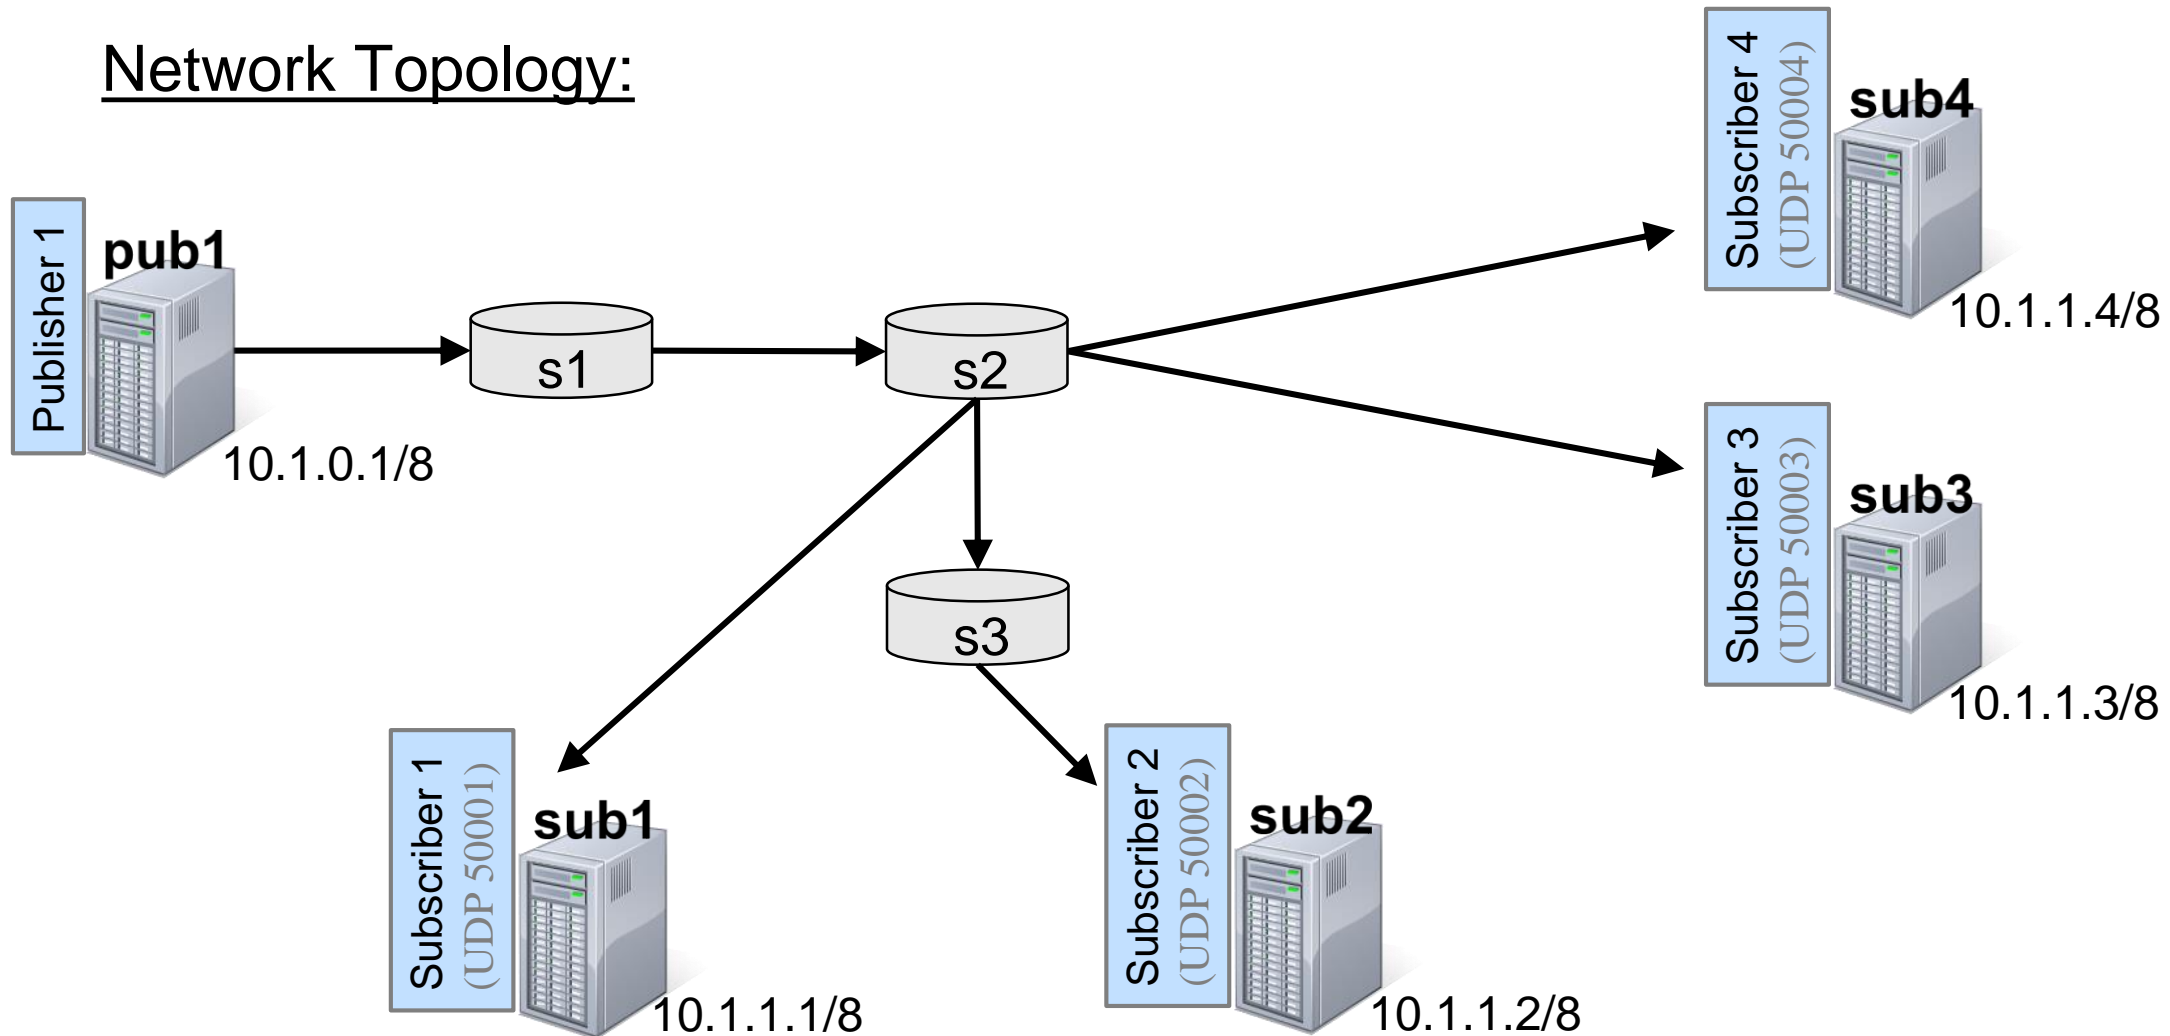 Network Topology:
Subscriber 4
(UDP 50004)
sub4
10.1.1.4/8
Publisher 1
pub1
10.1.0.1/8
s1
s2
Subscriber 3
(UDP 50003)
sub3
10.1.1.3/8
s3
Subscriber 1
(UDP 50001)
sub1
10.1.1.1/8
Subscriber 2
(UDP 50002)
sub2
10.1.1.2/8